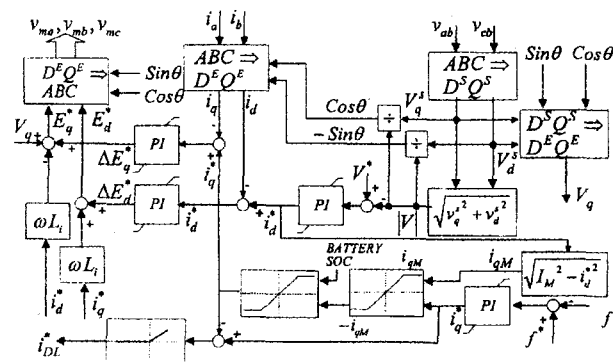 v_ma, v_mb, v_mc
i_a i_b
v_ab v_cb
Sinθ Cosθ
D^E Q^E ⇒ ABC
Sinθ
Cosθ
ABC ⇒ D^E Q^E
ABC ⇒ D^S Q^S
D^S Q^S ⇒ D^E Q^E
E_q^* E_d^*
i_q i_d
Cosθ
-Sinθ
÷
÷
V_q^s
V_d^s
V_q
V_q + -
+
PI
ΔE_q^*
i_q^*
+
-
ΔE_d^*
PI
i_d^*
+
+
i_d^*
PI
V^*
+
-
|V|
√(v_q^s2 + v_d^s2)
ωL_i
ωL_i
i_d^*
i_q^*
BATTERY SOC
i_qM
-i_qM
i_qM
√(I_M^2 - i_d^*2)
i_q^*
PI
+
-
f^*
f
i_DL^*
-
+